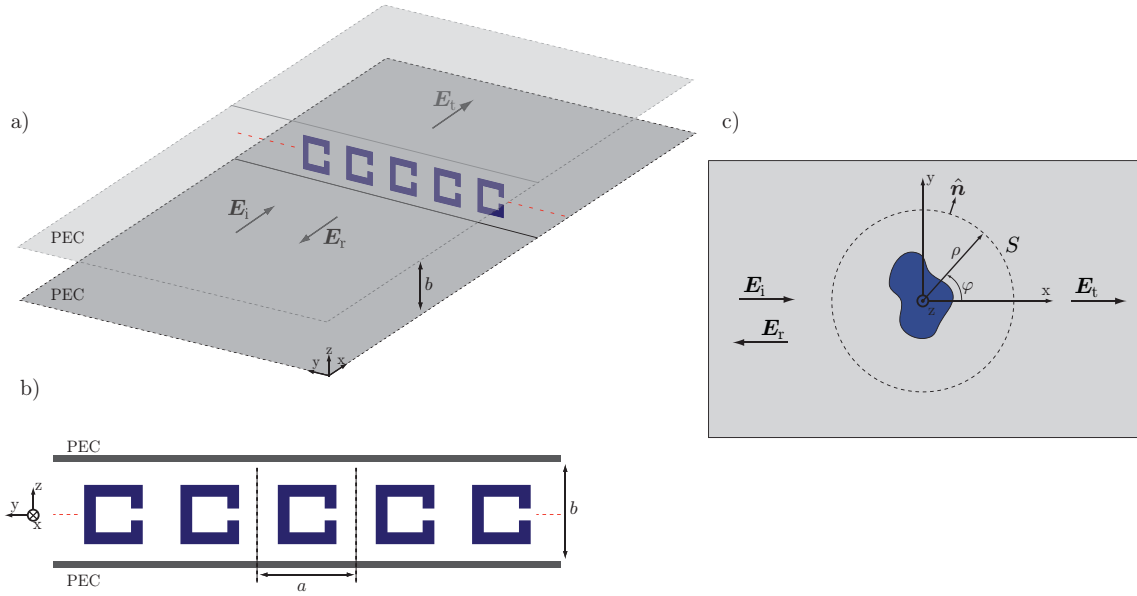 a)
E_t
E_i
E_r
PEC
PEC
b
z
y
x
b)
PEC
z
y
x
b
PEC
a
c)
y
n̂
S
ρ
φ
E_i
x
E_t
z
E_r